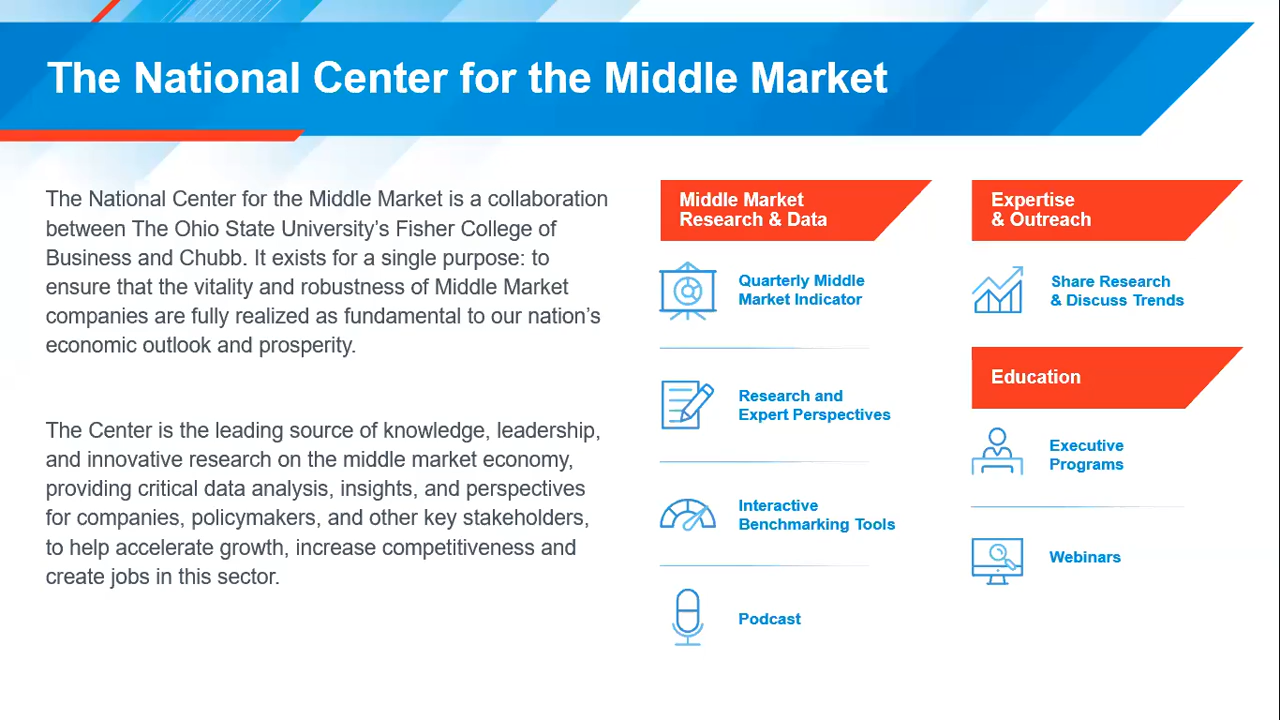 The National Center for the Middle Market
The National Center for the Middle Market is a collaboration
between The Ohio State University’s Fisher College of
Business and Chubb. It exists for a single purpose: to
ensure that the vitality and robustness of Middle Market
companies are fully realized as fundamental to our nation’s
economic outlook and prosperity.
The Center is the leading source of knowledge, leadership,
and innovative research on the middle market economy,
providing critical data analysis, insights, and perspectives
for companies, policymakers, and other key stakeholders,
to help accelerate growth, increase competitiveness and
create jobs in this sector.
Middle Market
Research & Data
Quarterly Middle
Market Indicator
Research and
Expert Perspectives
Interactive
Benchmarking Tools
Podcast
Expertise
& Outreach
Share Research
& Discuss Trends
Education
Executive
Programs
Webinars